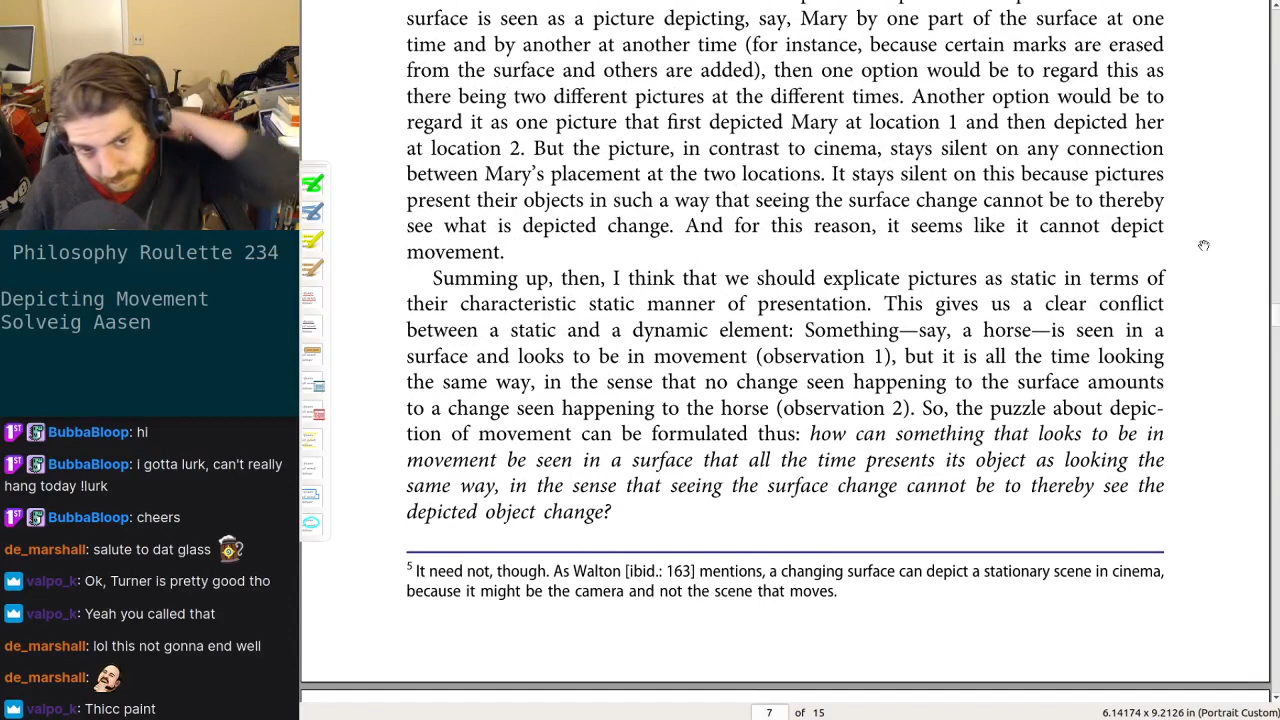 surface is seen as a picture depicting, say, Mary by one part of the surface at one
time and by another at another time (for instance, because certain marks are erased
from the surface and others are added), then one option would be to regard this as
there being two different pictures at the different times. Another option would be to
regard it as one picture that first depicted Mary at location 1 and then depicted her
at location 2. But the picture, in contrast to cinema, stays silent on any connection
between Mary's placement at the two locations. It stays silent on this because pictures
present their objects in such a way that seeing the surface change cannot be to thereby
see what is depicted change. And for this reason, it seems like it cannot depict
movement.
Summing up, then, I think that we should explicate pictures as static in terms of
their characteristic static manner of presentation. This gives us a clear conflict
between a static and a dynamic element: Something—say, a horse—is seen in a
surface and looks to be in movement (observation 1), but it is all the time looking
the same way, in the sense that no change seen happening to the surface amounts
to a change seen happening to the horse (observation 2). So, the puzzle about depic-
tion of movement can be formulated thus: How can something that looks to be in
movement be seen in a surface that all the time presents its object as looking the
same way, in the sense that seeing the surface change cannot be to thereby see the
depicted object change?
5 It need not, though. As Walton [ibid.: 163] mentions, a changing surface can depict a stationary scene in cinema,
because it might be the camera and not the scene that moves.
Philosophy Roulette 234
Depicting Movement
Solveig Aasen
BubbaBloop: hi
BubbaBloop: I gotta lurk, can't really
hang today !lurk
BubbaBloop: cheers
de_marshall: salute to dat glass
valpo_k: Ok, Turner is pretty good tho
valpo_k: Yeah you called that
de_marshall: lol this not gonna end well
de_marshall:
valpo_k: Thicc paint
7 of 15
6.14174 x 9.2126 in (Portrait Custom)